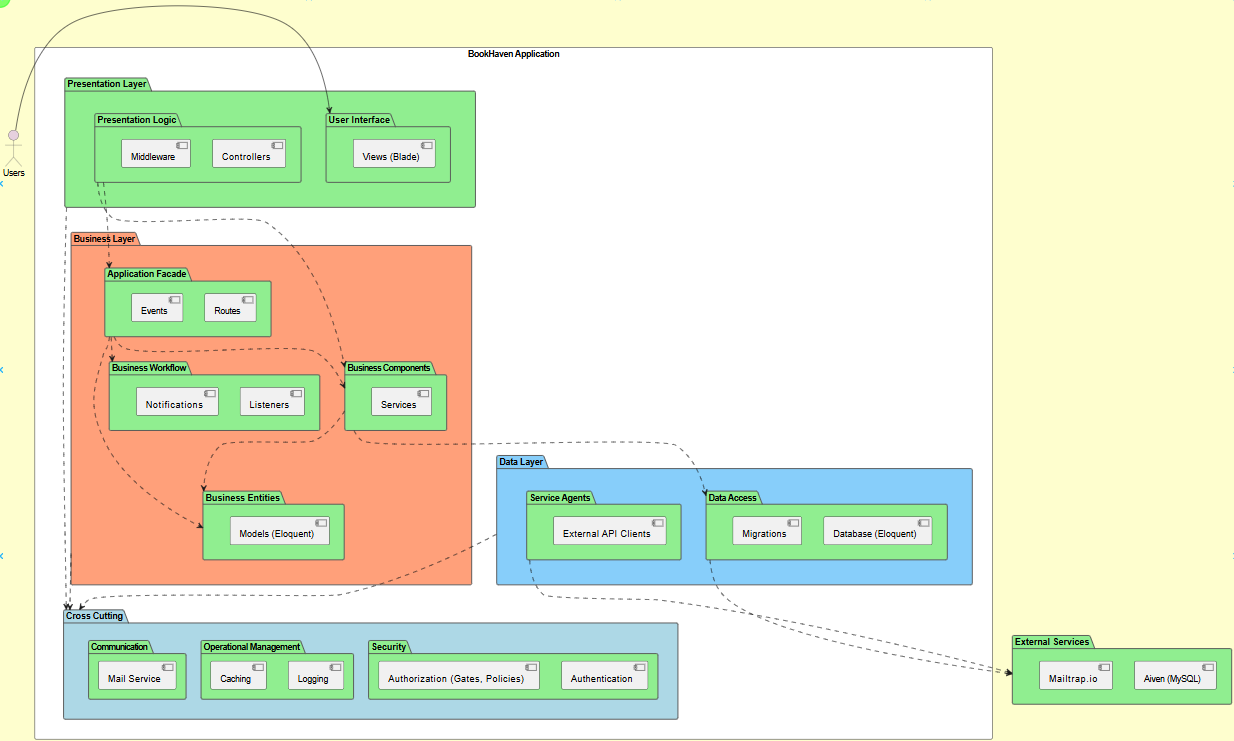 BookHaven Application
Presentation Layer
Presentation Logic
User Interface
Middleware
Controllers
Views (Blade)
Users
Business Layer
Application Facade
Events
Routes
Business Workflow
Business Components
Notifications
Listeners
Services
Data Layer
Business Entities
Service Agents
Data Access
Models (Eloquent)
External API Clients
Migrations
Database (Eloquent)
Cross Cutting
Communication
Operational Management
Security
External Services
Mail Service
Caching
Logging
Authorization (Gates, Policies)
Authentication
Mailtrap.io
Aiven (MySQL)